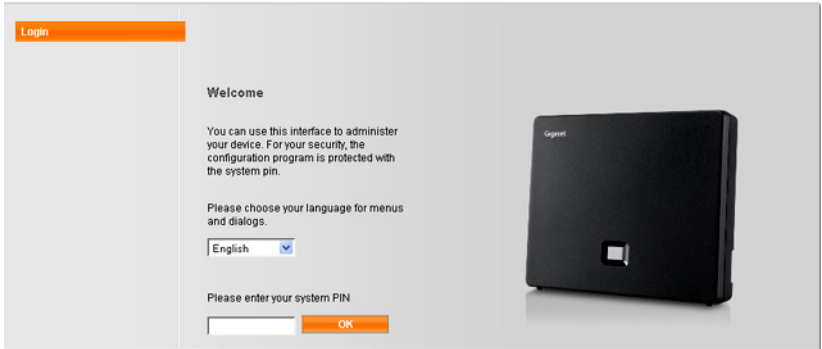 Login
Welcome
You can use this interface to administer
your device. For your security, the
configuration program is protected with
the system pin.
Please choose your language for menus
and dialogs.
English
Please enter your system PIN
OK
Gigaset